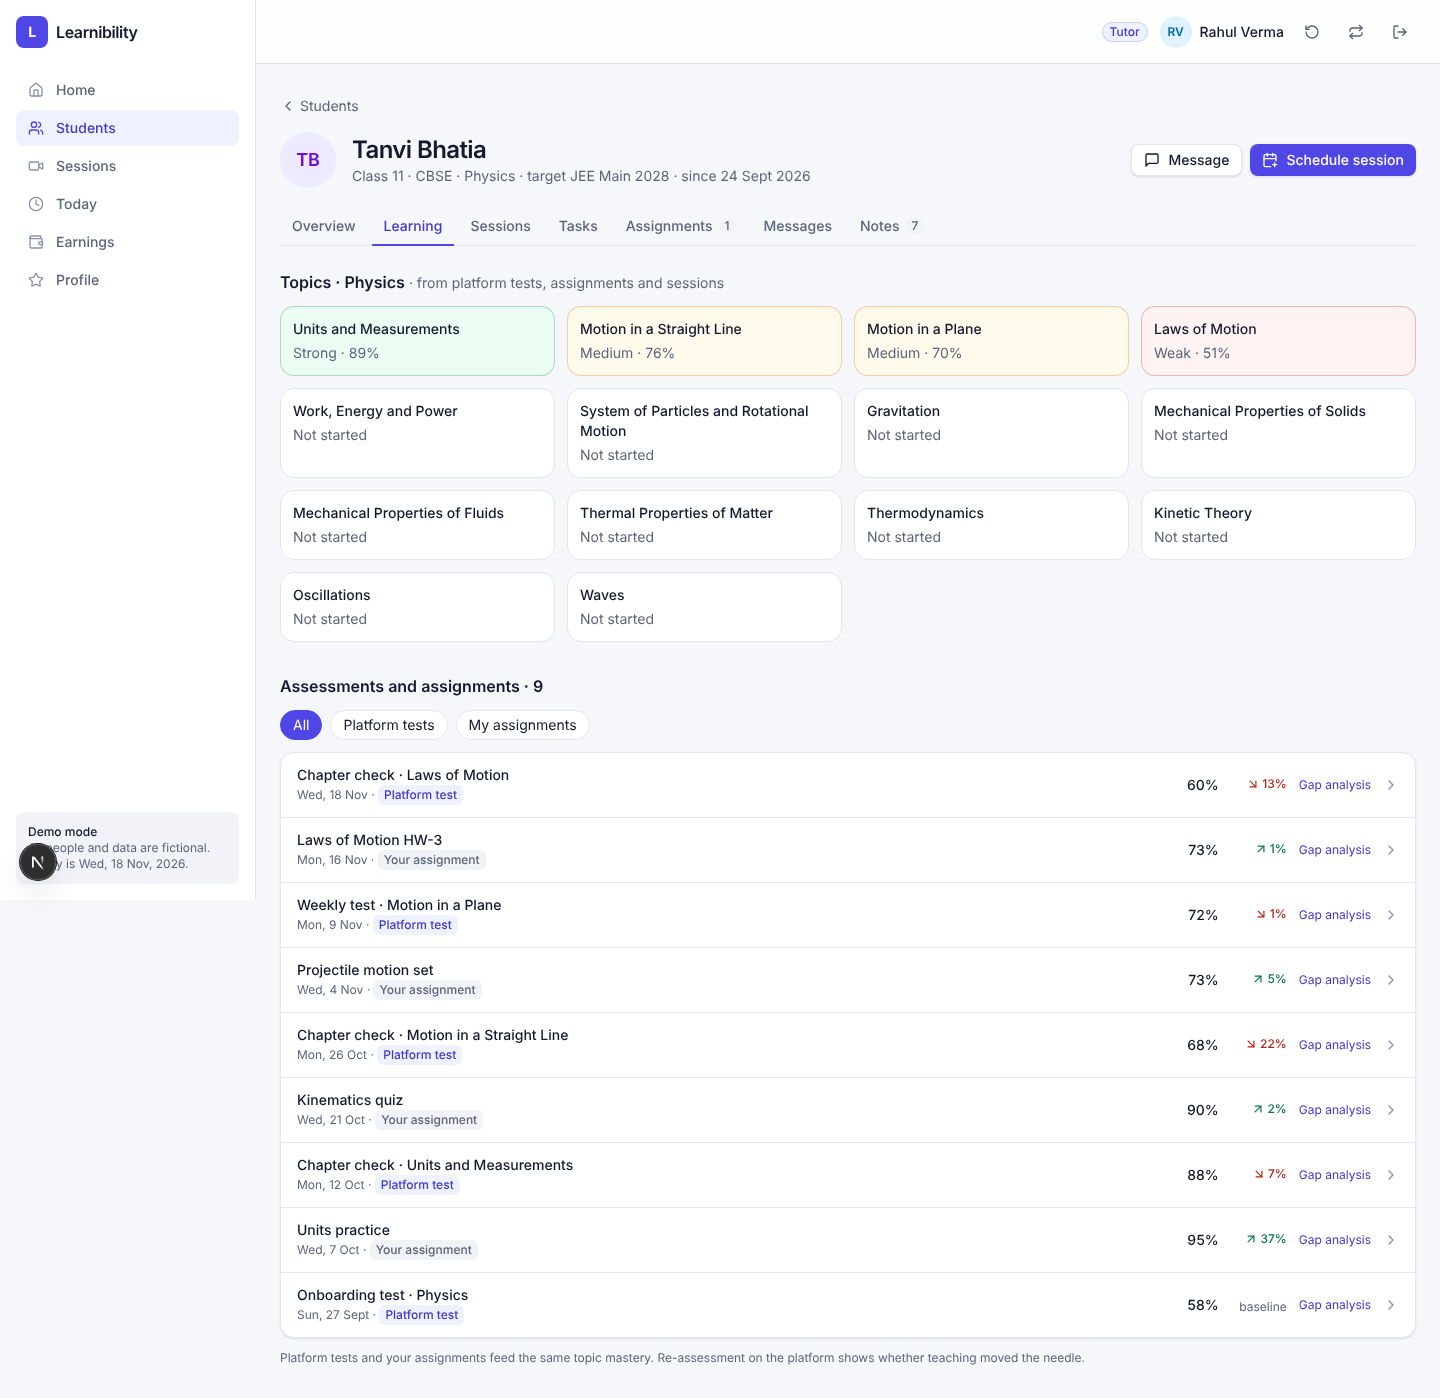 L Learnibility
Tutor RV Rahul Verma
Home
Students
Sessions
Today
Earnings
Profile
Demo mode
people and data are fictional.
is Wed, 18 Nov, 2026.
N
Students
TB
Tanvi Bhatia
Class 11 · CBSE · Physics · target JEE Main 2028 · since 24 Sept 2026
Message
Schedule session
Overview Learning Sessions Tasks Assignments 1 Messages Notes 7
Topics · Physics · from platform tests, assignments and sessions
Units and Measurements
Strong · 89%
Motion in a Straight Line
Medium · 76%
Motion in a Plane
Medium · 70%
Laws of Motion
Weak · 51%
Work, Energy and Power
Not started
System of Particles and Rotational
Motion
Not started
Gravitation
Not started
Mechanical Properties of Solids
Not started
Mechanical Properties of Fluids
Not started
Thermal Properties of Matter
Not started
Thermodynamics
Not started
Kinetic Theory
Not started
Oscillations
Not started
Waves
Not started
Assessments and assignments · 9
All Platform tests My assignments
Chapter check · Laws of Motion
Wed, 18 Nov · Platform test
60% ↘ 13% Gap analysis
Laws of Motion HW-3
Mon, 16 Nov · Your assignment
73% ↗ 1% Gap analysis
Weekly test · Motion in a Plane
Mon, 9 Nov · Platform test
72% ↘ 1% Gap analysis
Projectile motion set
Wed, 4 Nov · Your assignment
73% ↗ 5% Gap analysis
Chapter check · Motion in a Straight Line
Mon, 26 Oct · Platform test
68% ↘ 22% Gap analysis
Kinematics quiz
Wed, 21 Oct · Your assignment
90% ↗ 2% Gap analysis
Chapter check · Units and Measurements
Mon, 12 Oct · Platform test
88% ↘ 7% Gap analysis
Units practice
Wed, 7 Oct · Your assignment
95% ↗ 37% Gap analysis
Onboarding test · Physics
Sun, 27 Sept · Platform test
58% baseline Gap analysis
Platform tests and your assignments feed the same topic mastery. Re-assessment on the platform shows whether teaching moved the needle.